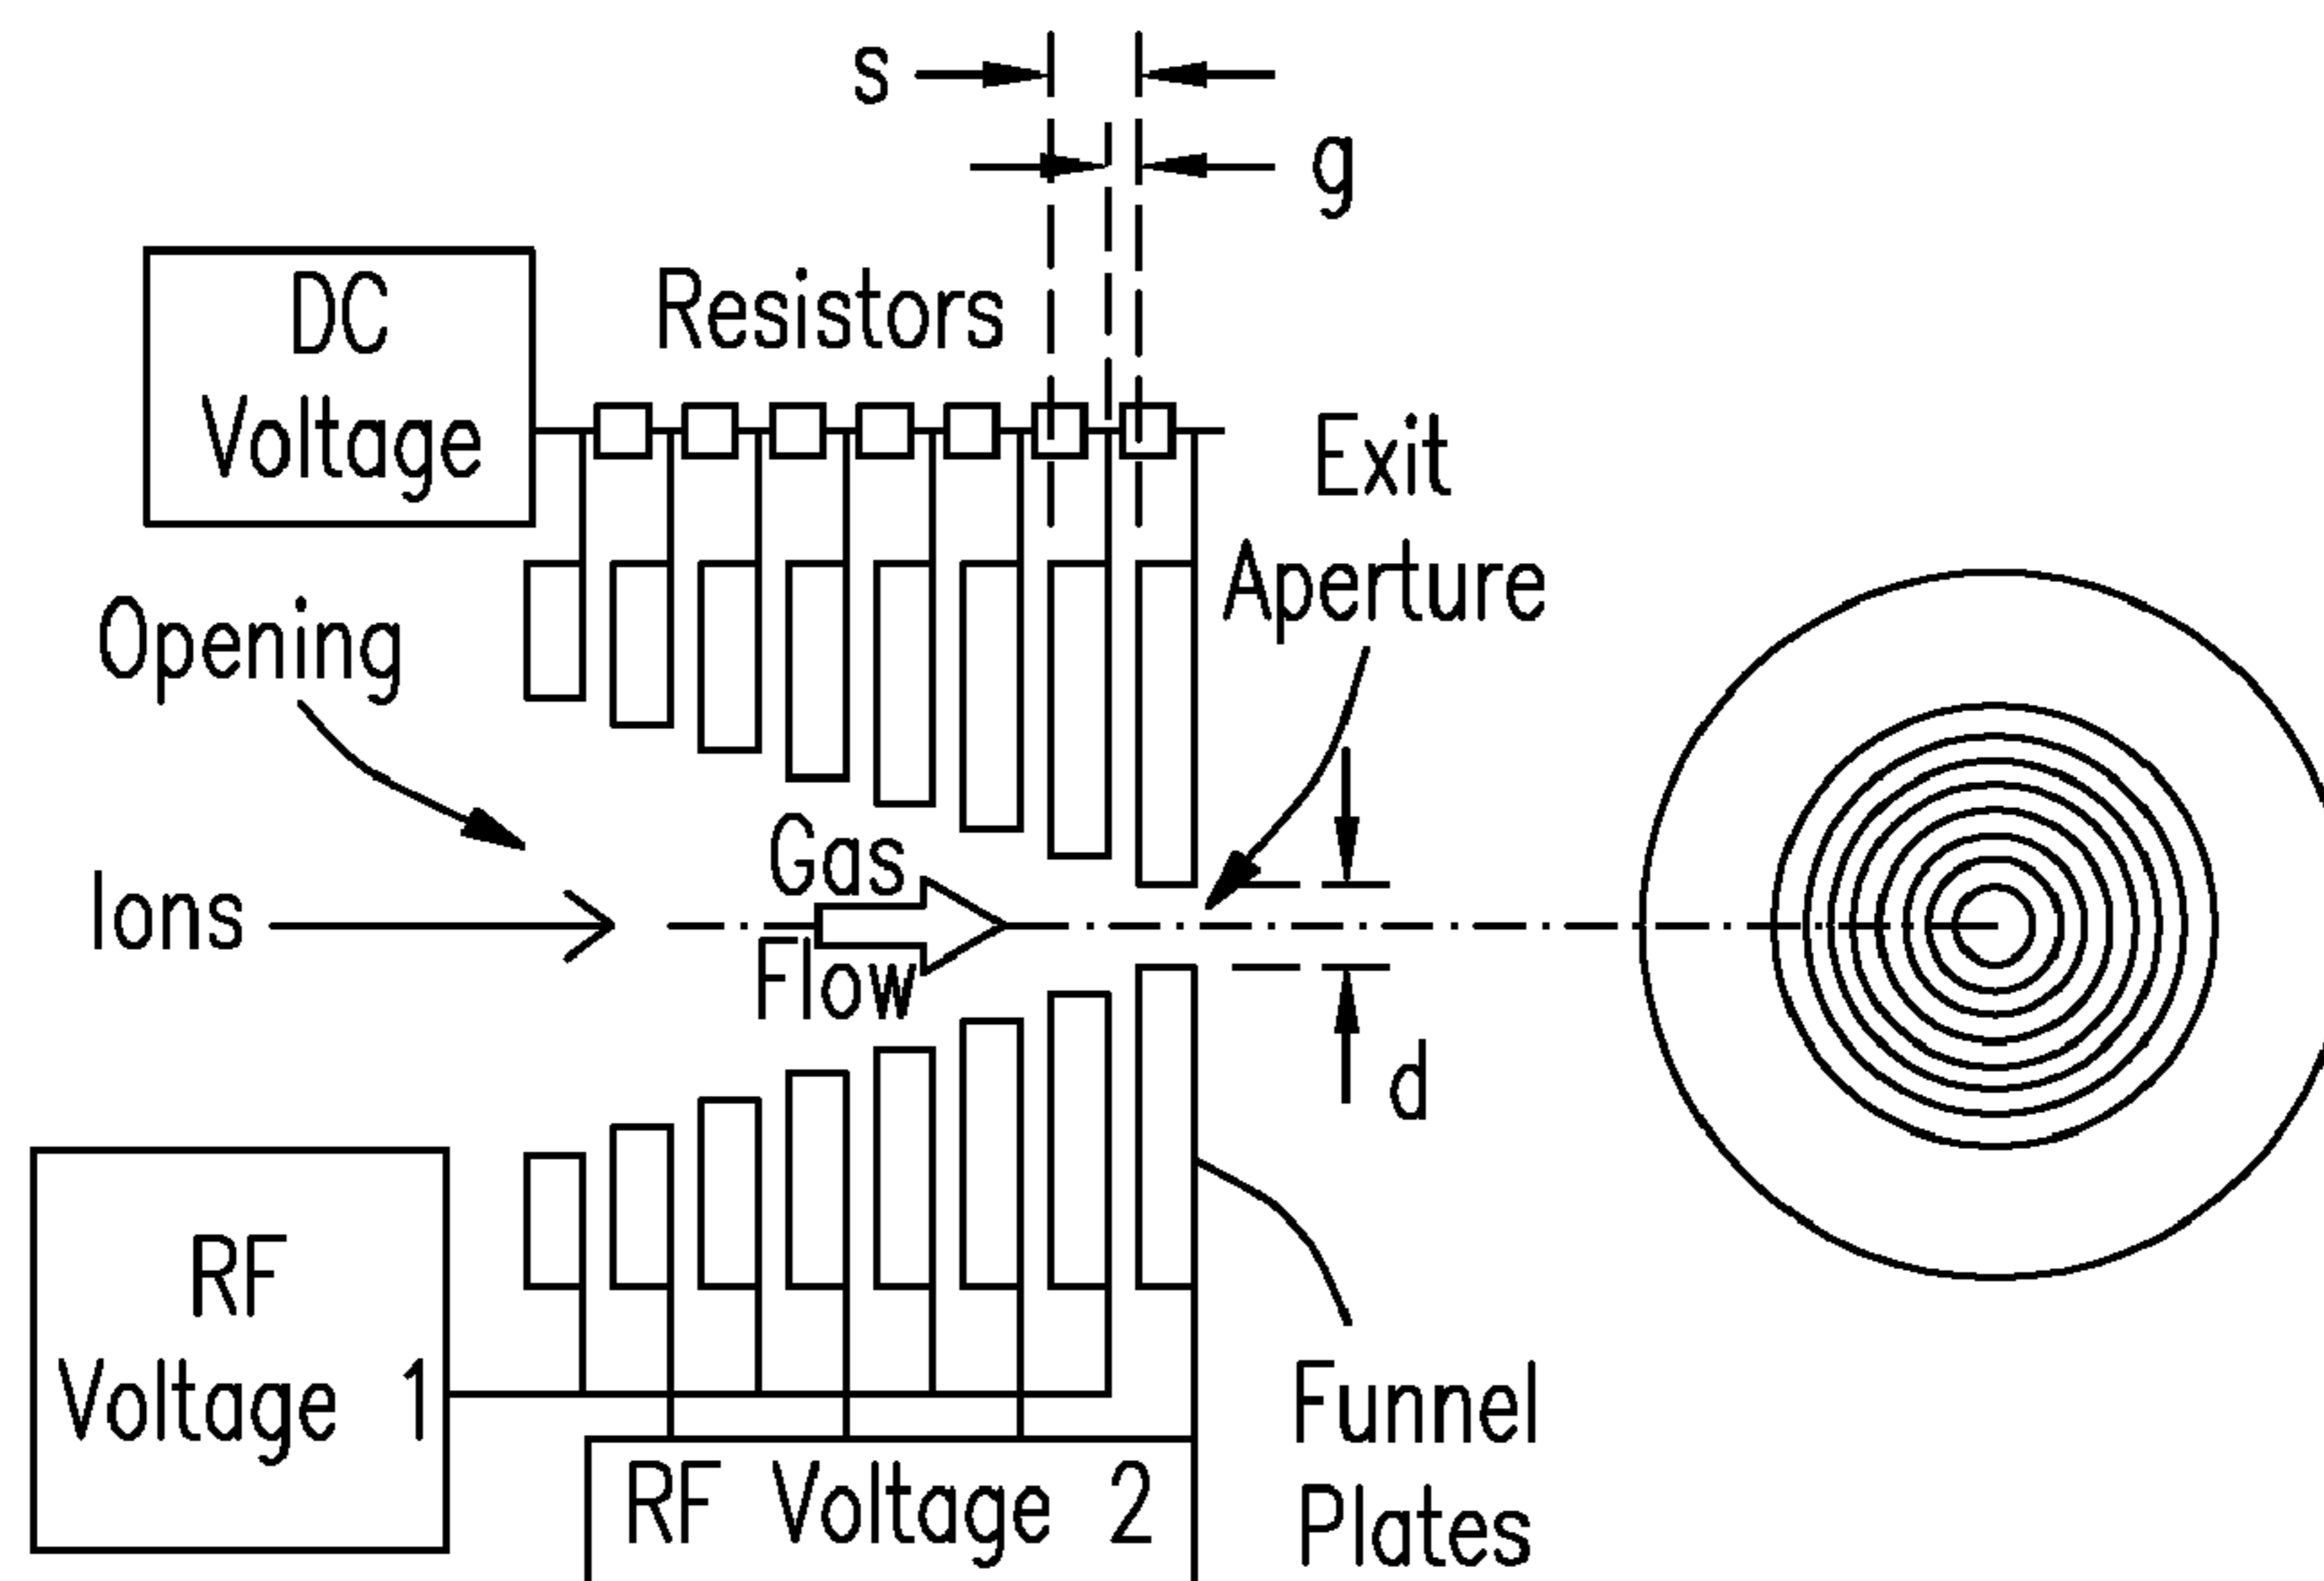 s
g
DC
Voltage
Resistors
Exit
Aperture
Opening
Gas
Ions
Flow
d
RF
Voltage 1
Funnel
Plates
RF Voltage 2